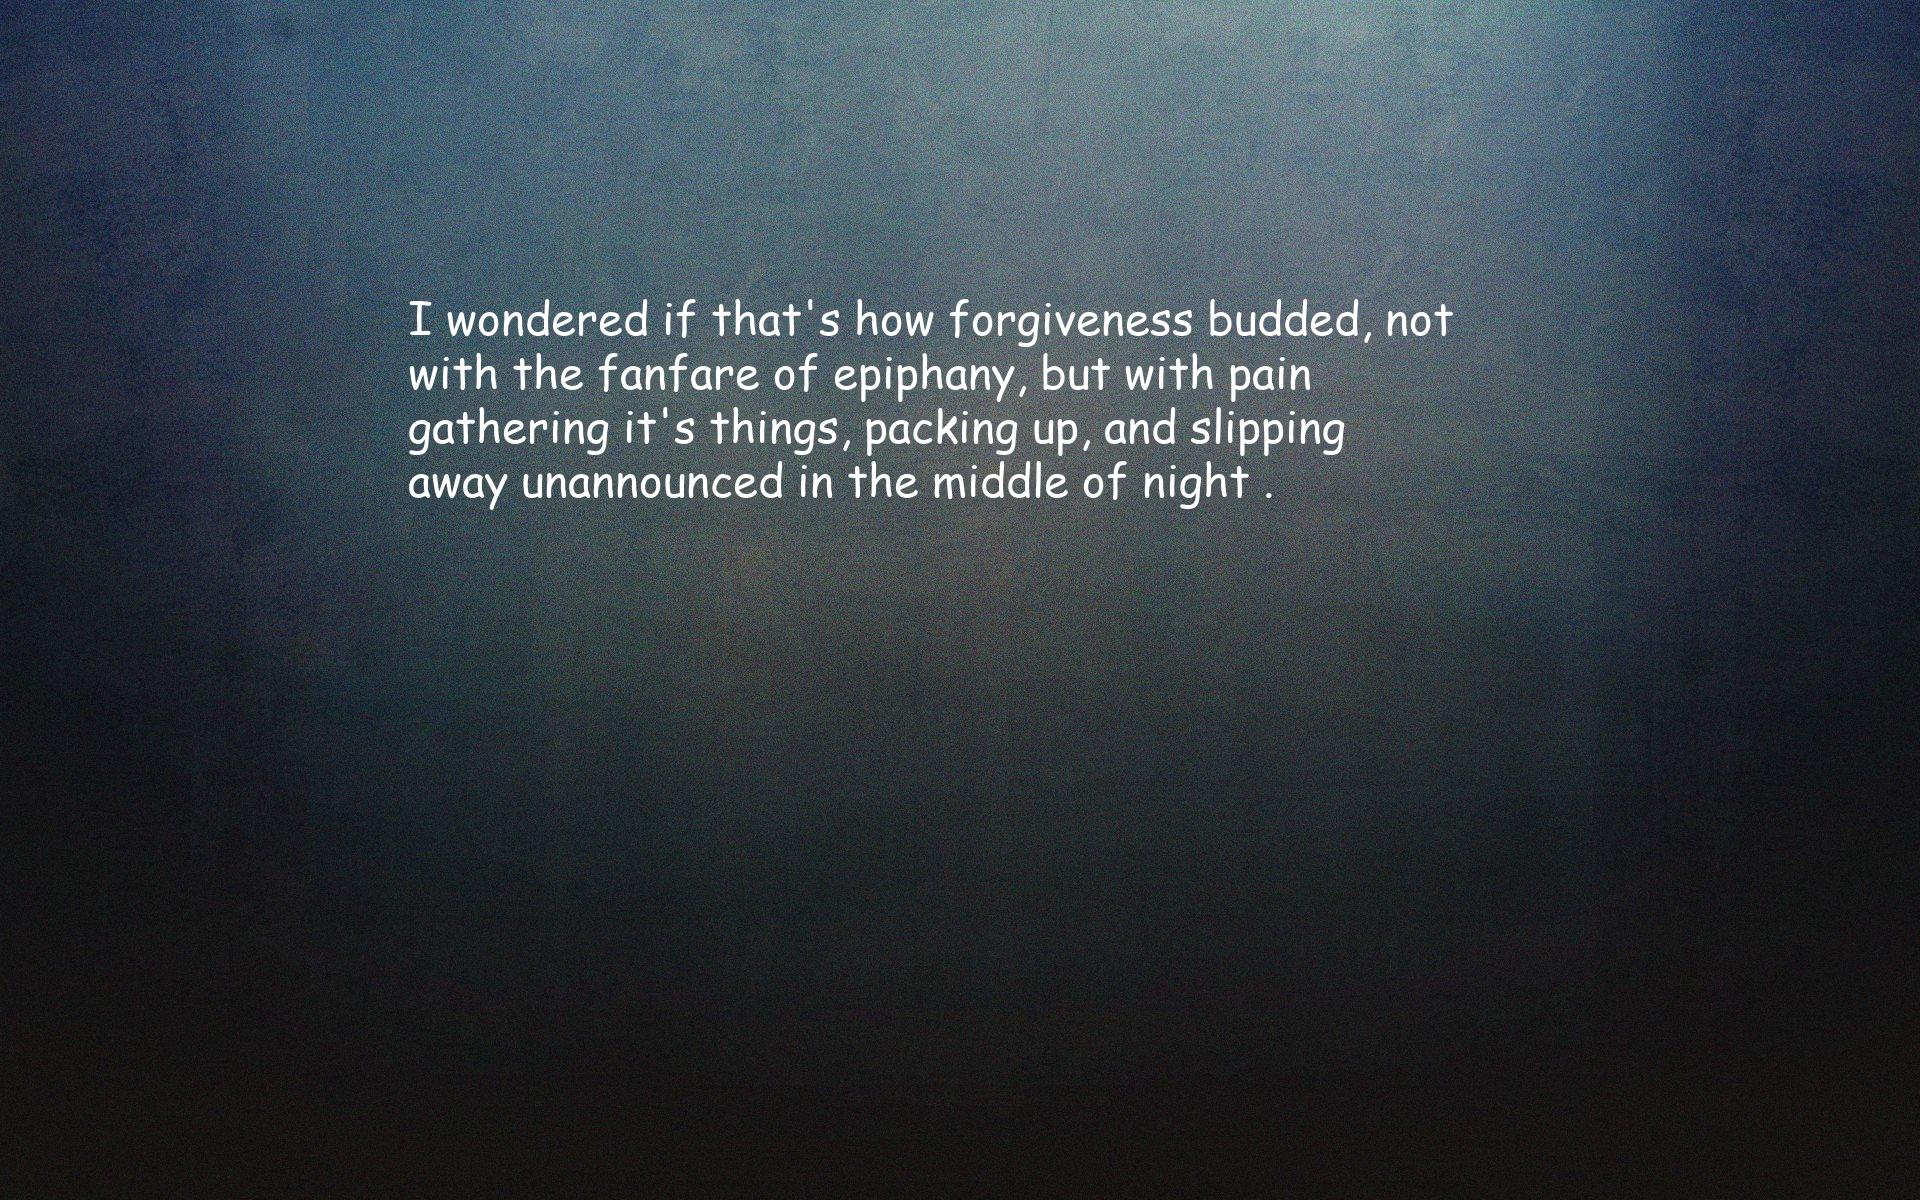 I wondered if that's how forgiveness budded, not
with the fanfare of epiphany, but with pain
gathering it's things, packing up, and slipping
away unannounced in the middle of night .